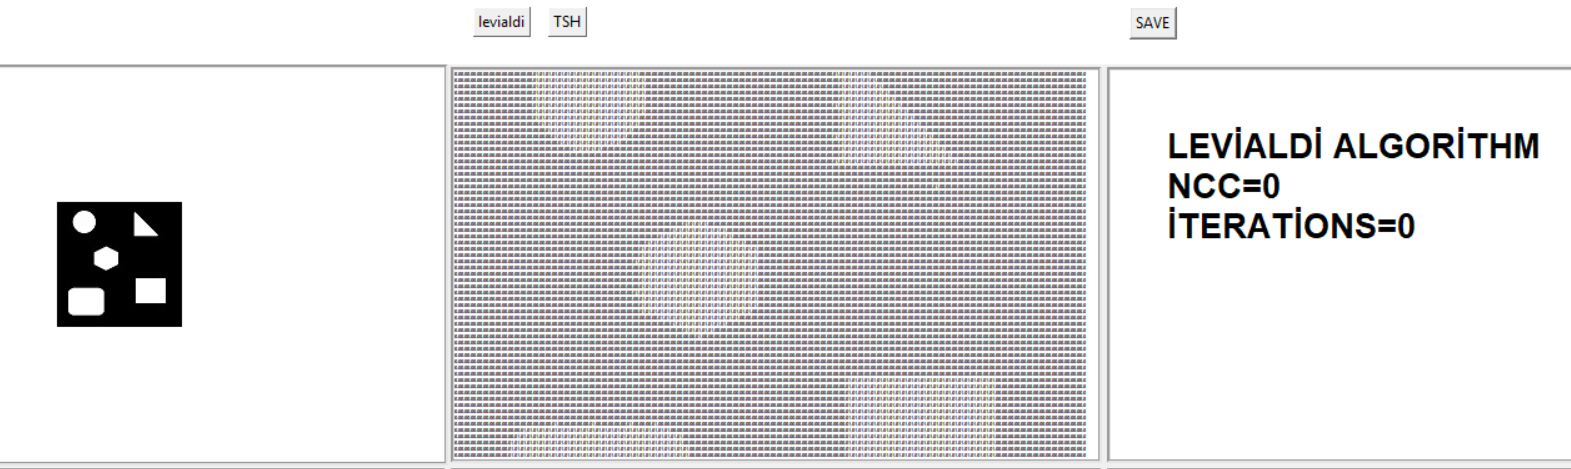 levialdi TSH SAVE
LEVİALDİ ALGORİTHM
NCC=0
İTERATİONS=0